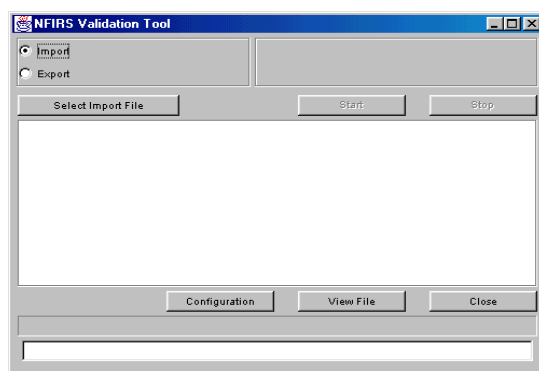 NFIRS Validation Tool
Import
Export
Select Import File
Start
Stop
Configuration
View File
Close